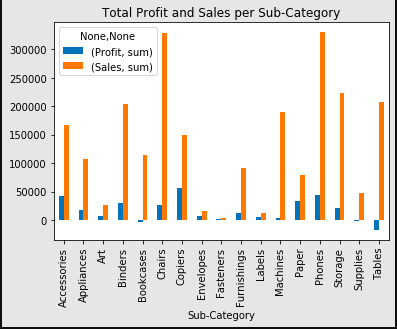 Total Profit and Sales per Sub-Category
None,None
(Profit, sum)
(Sales, sum)
300000
250000
200000
150000
100000
50000
0
Accessories
Appliances
Art
Binders
Bookcases
Chairs
Copiers
Envelopes
Fasteners
Furnishings
Labels
Machines
Paper
Phones
Storage
Supplies
Tables
Sub-Category